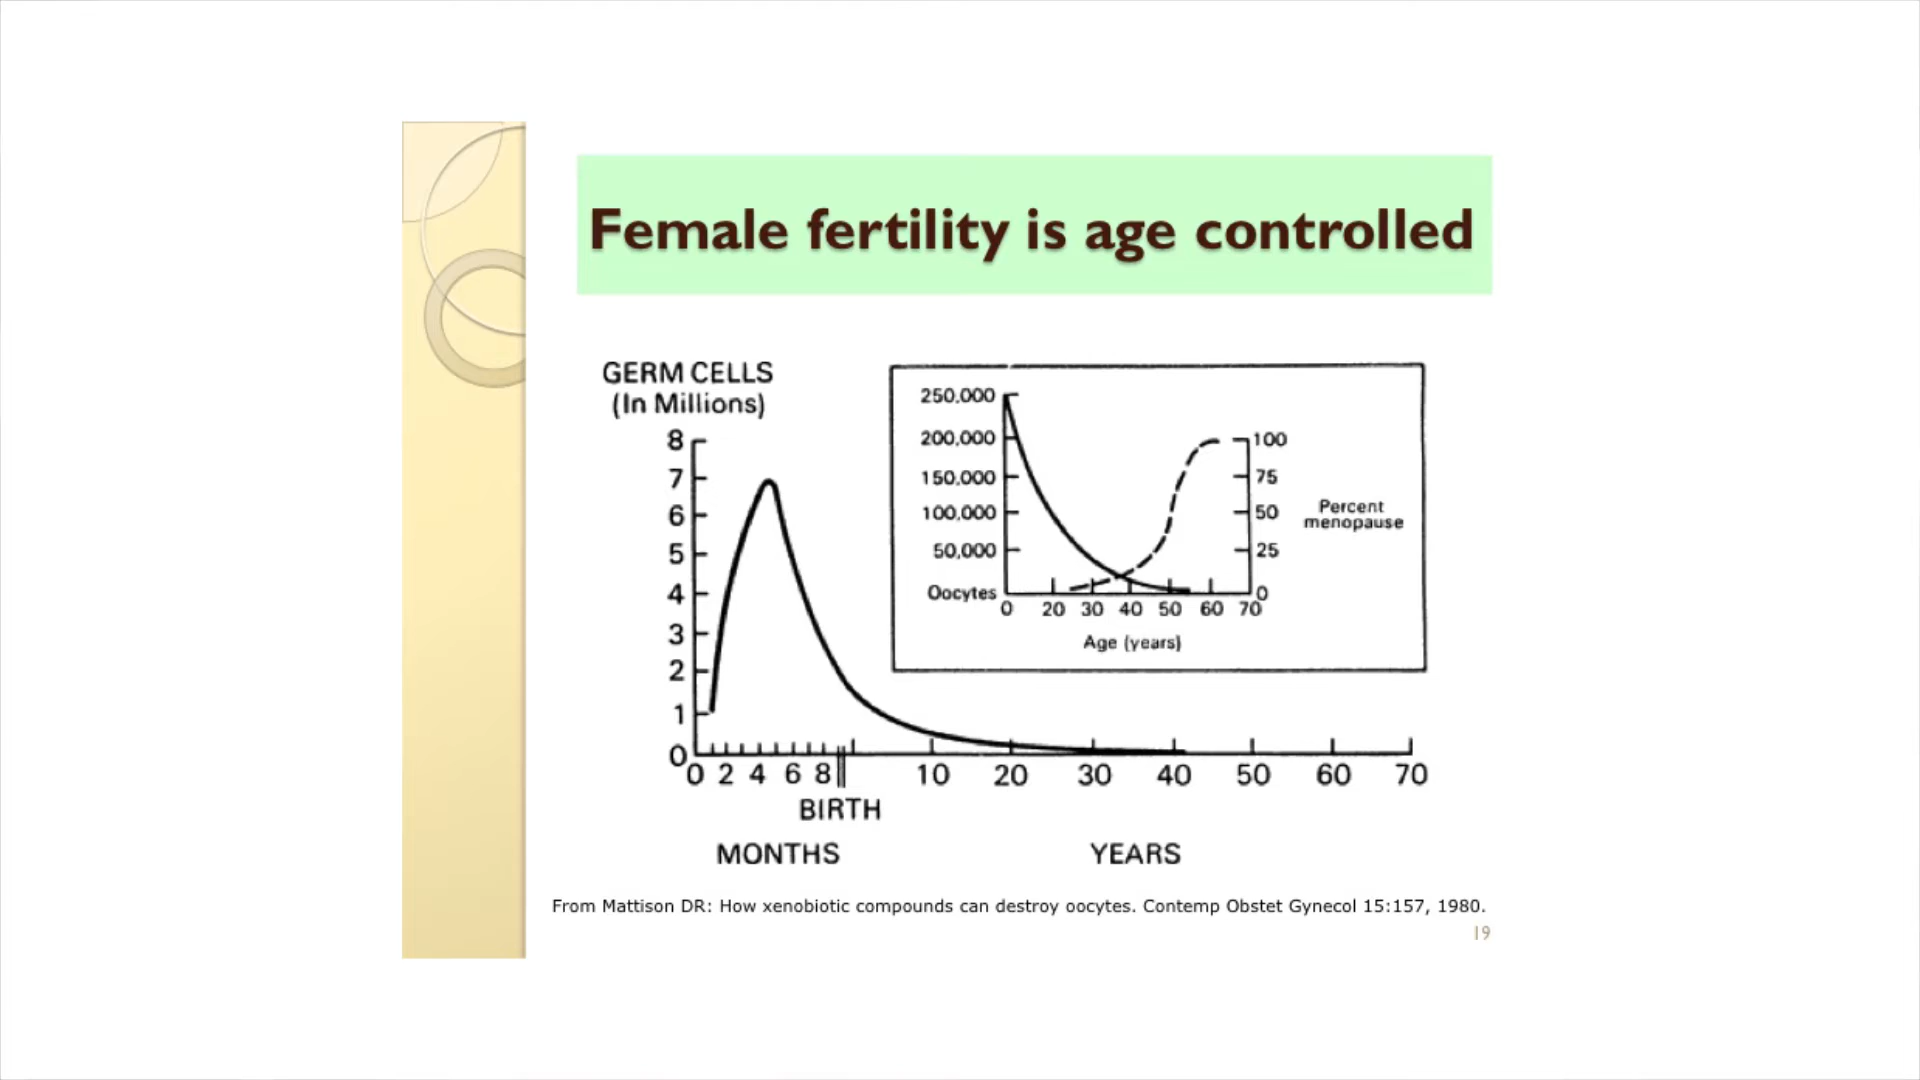 Female fertility is age controlled
GERM CELLS
(In Millions)
8
7
6
5
4
3
2
1
0
0 2 4 6 8 10 20 30 40 50 60 70
BIRTH
MONTHS YEARS
250,000
200,000
150,000
100,000
50,000
Oocytes
0 20 30 40 50 60 70
Age (years)
100
75
50
25
0
Percent
menopause
From Mattison DR: How xenobiotic compounds can destroy oocytes. Contemp Obstet Gynecol 15:157, 1980.
19